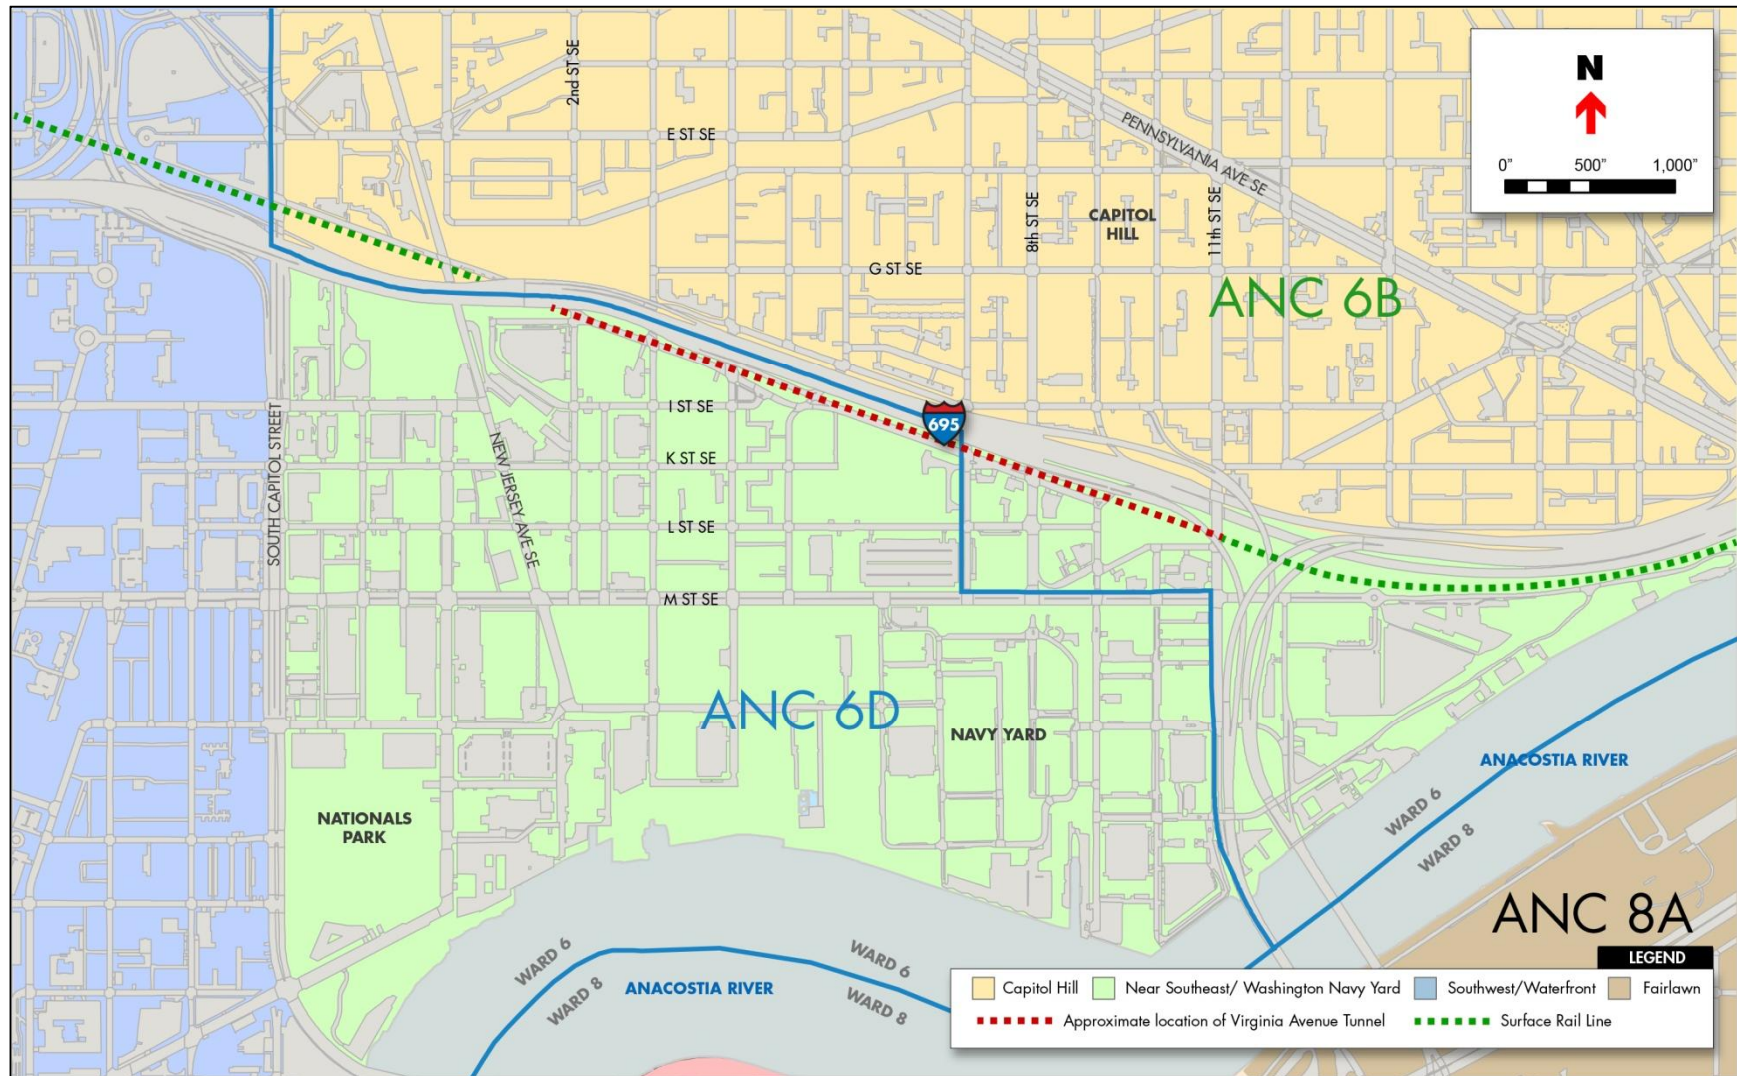 2nd ST SE
E ST SE
PENNSYLVANIA AVE SE
N
0" 500" 1,000"
8th ST SE
CAPITOL
HILL
11th ST SE
G ST SE
ANC 6B
SOUTH CAPITOL STREET
NEW JERSEY AVE SE
I ST SE
695
K ST SE
L ST SE
M ST SE
ANC 6D
NAVY YARD
ANACOSTIA RIVER
NATIONALS
PARK
WARD 6
WARD 8
ANC 8A
WARD 6
WARD 8
ANACOSTIA RIVER
WARD 6
WARD 8
LEGEND
Capitol Hill Near Southeast/ Washington Navy Yard Southwest/Waterfront Fairlawn
Approximate location of Virginia Avenue Tunnel Surface Rail Line